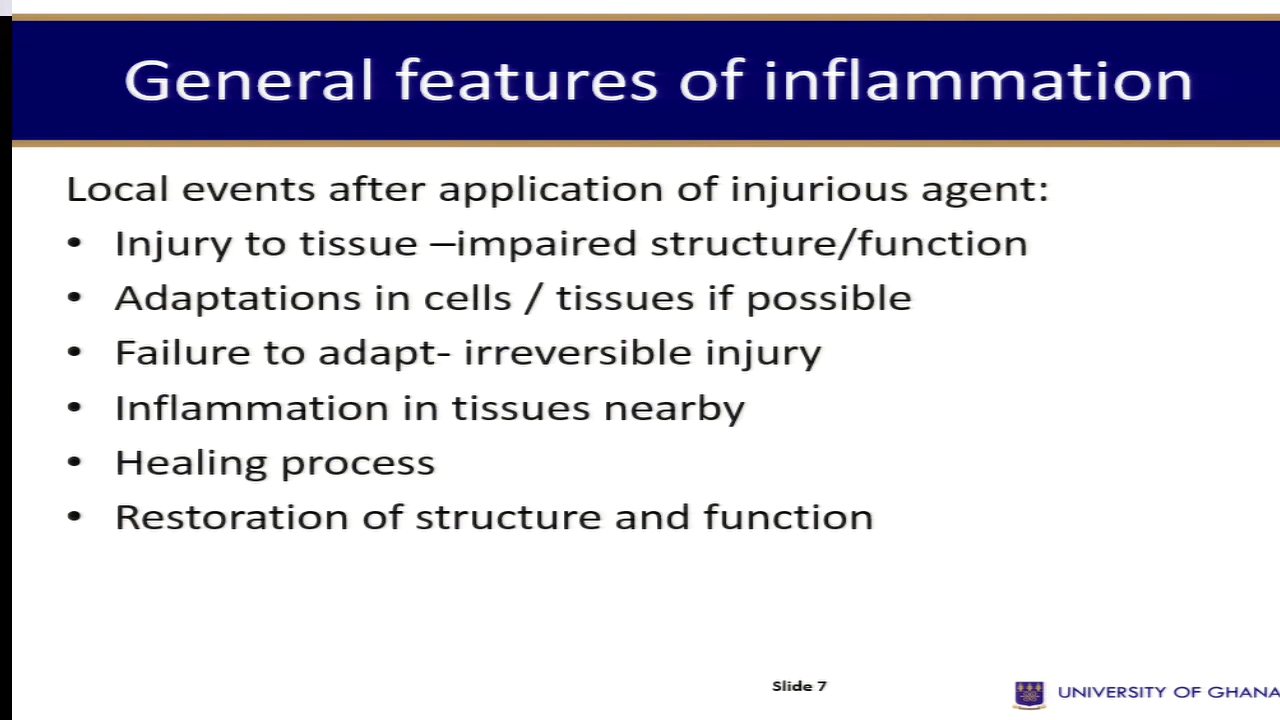 General features of inflammation
Local events after application of injurious agent:
• Injury to tissue –impaired structure/function
• Adaptations in cells / tissues if possible
• Failure to adapt- irreversible injury
• Inflammation in tissues nearby
• Healing process
• Restoration of structure and function
Slide 7
UNIVERSITY OF GHANA